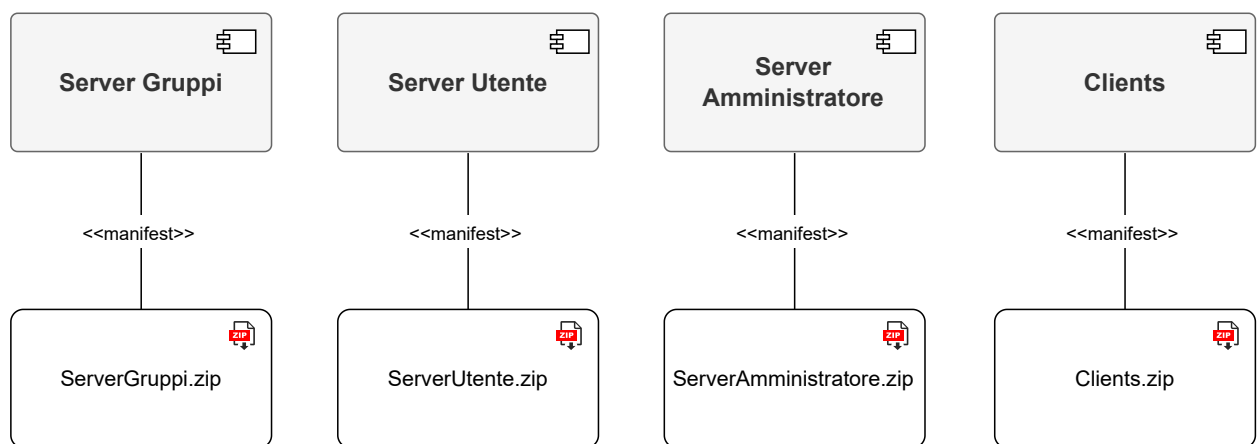 Server Gruppi
Server Utente
Server
Amministratore
Clients
<<manifest>>
<<manifest>>
<<manifest>>
<<manifest>>
ZIP
ZIP
ZIP
ZIP
ServerGruppi.zip
ServerUtente.zip
ServerAmministratore.zip
Clients.zip